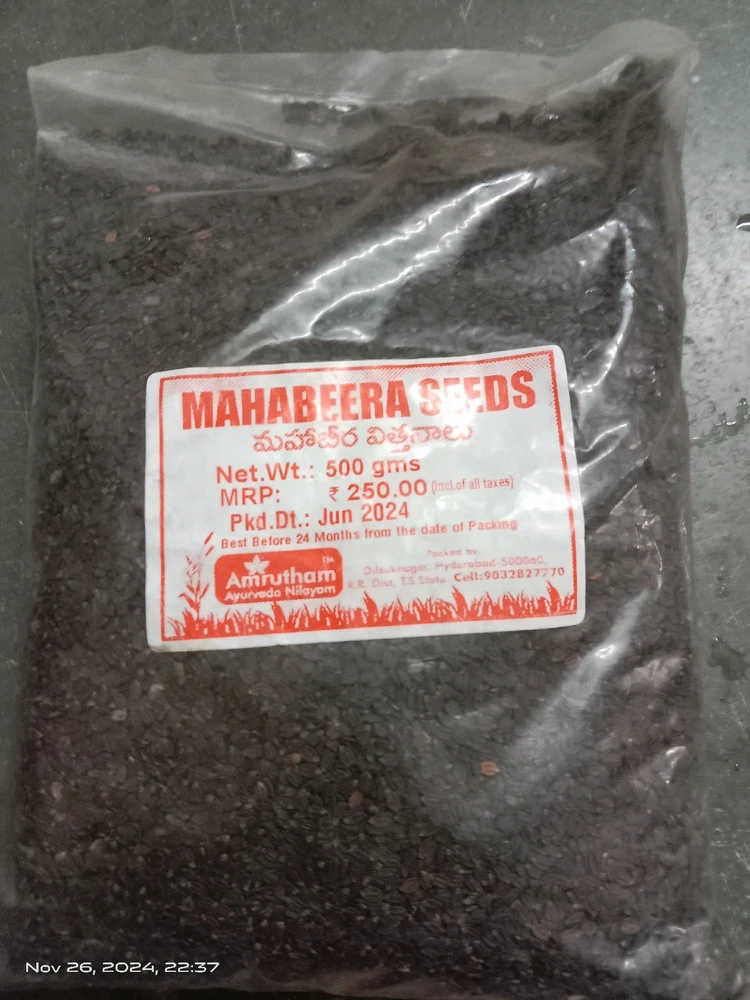 MAHABEERA SEEDS
మహాబీర విత్తనాలు
Net.Wt.: 500 gms
MRP: ₹ 250.00 (Incl.of all taxes)
Pkd.Dt.: Jun 2024
Best Before 24 Months from the date of Packing
Amrutham TM
Ayurveda Nilayam
Packed by.
Dilsuknagar, Hyderabad-500060,
R.R. Dist, T.S State. Cell:9032827770
Nov 26, 2024, 22:37